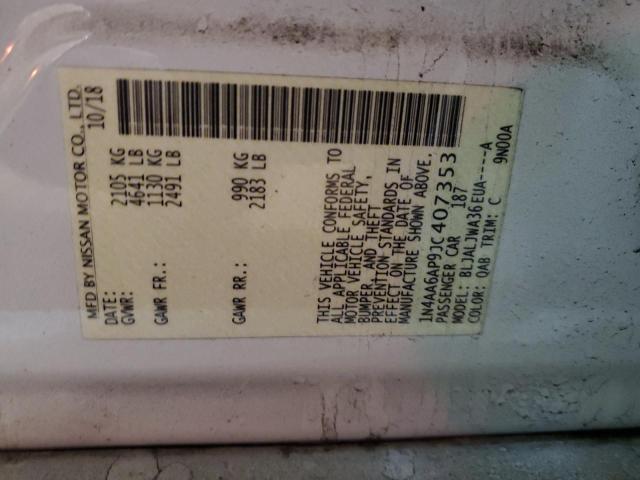 MFD BY NISSAN MOTOR CO., LTD.
DATE: 10/18
GVWR: 2105 KG
4641 LB
GAWR FR.: 1130 KG
2491 LB
GAWR RR.: 990 KG
2183 LB
THIS VEHICLE CONFORMS TO
ALL APPLICABLE FEDERAL
MOTOR VEHICLE SAFETY,
BUMPER, AND THEFT
PREVENTION STANDARDS IN
EFFECT ON THE DATE OF
MANUFACTURE SHOWN ABOVE.
1N4AA6AP9JC407353
PASSENGER CAR 187
MODEL: BLJALJWA36EUA----A
COLOR: QAB TRIM: C 9N00A